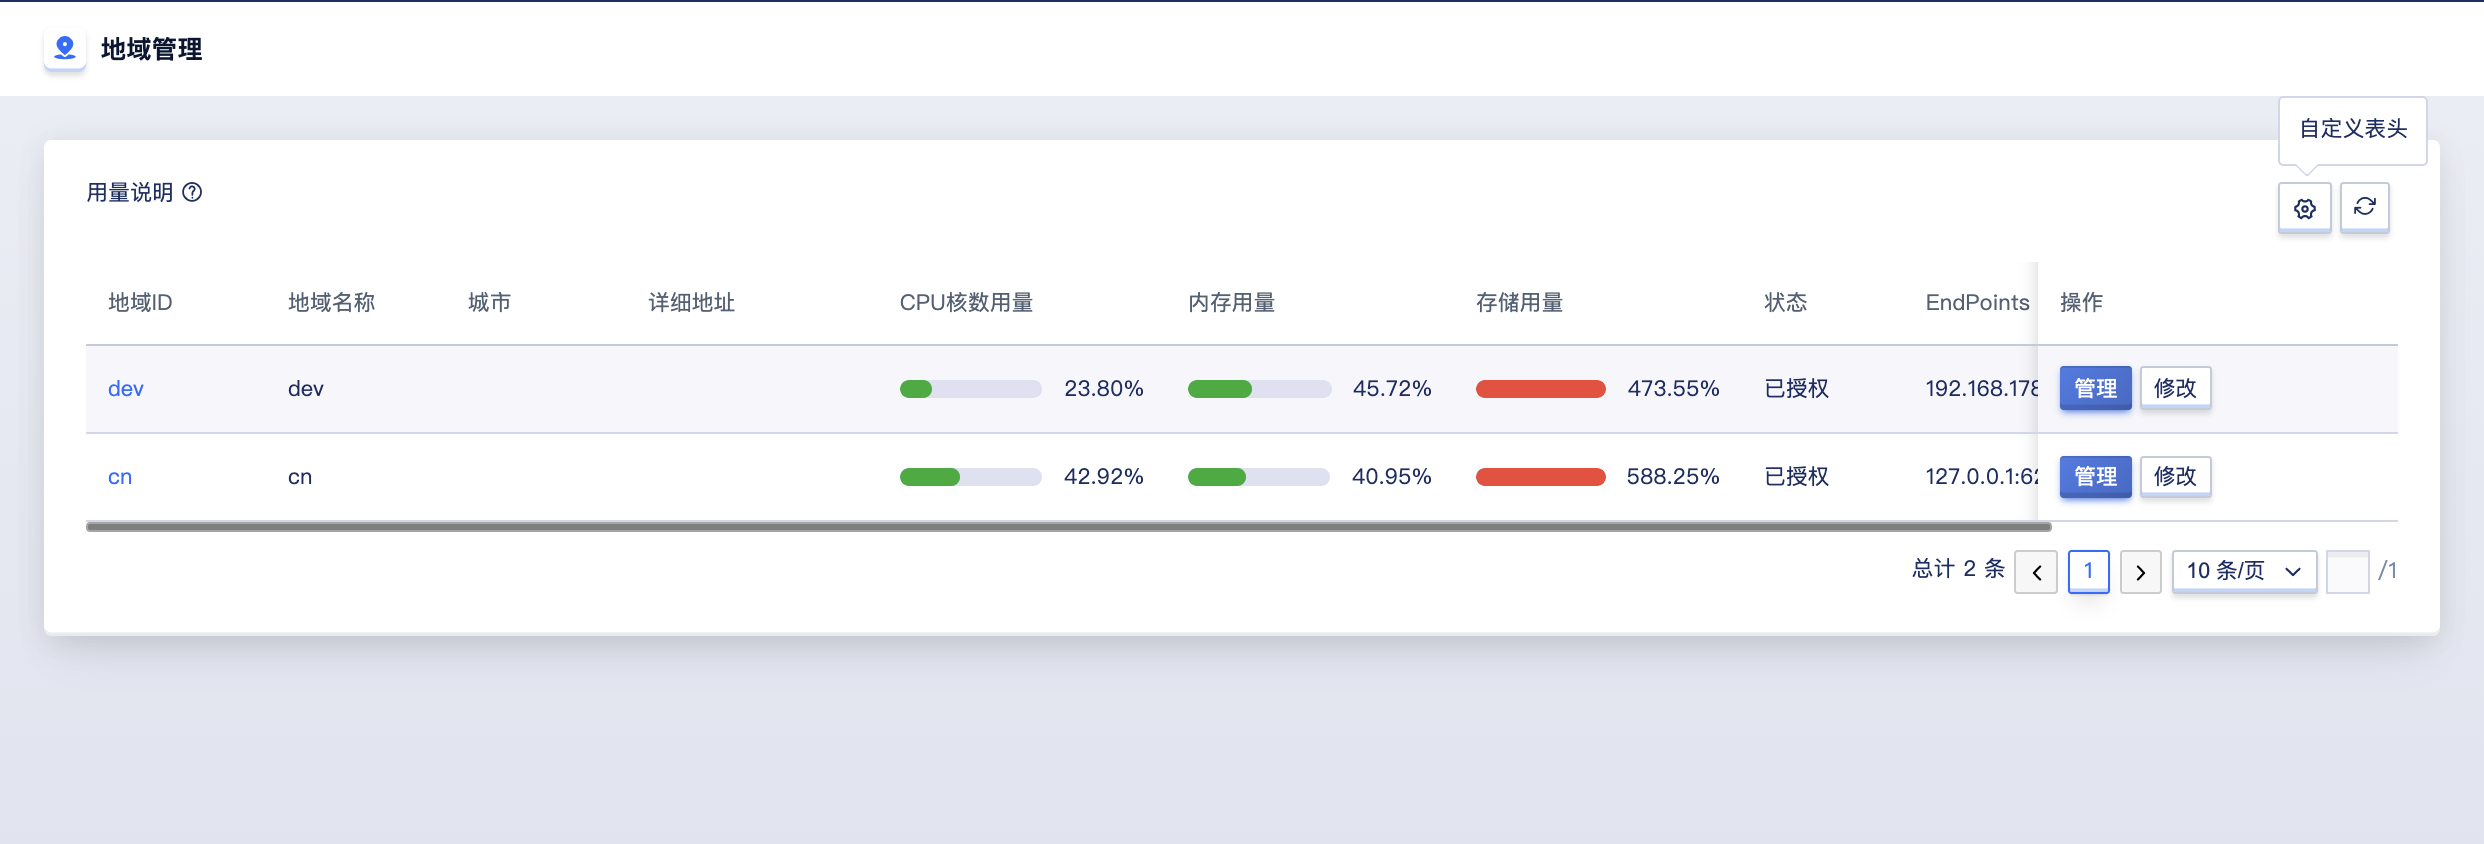 地域管理
自定义表头
用量说明
地域ID 地域名称 城市 详细地址 CPU核数用量 内存用量 存储用量 状态 EndPoints 操作
dev dev 23.80% 45.72% 473.55% 已授权 192.168.178 管理 修改
cn cn 42.92% 40.95% 588.25% 已授权 127.0.0.1:62 管理 修改
总计 2 条 1 10 条/页 /1